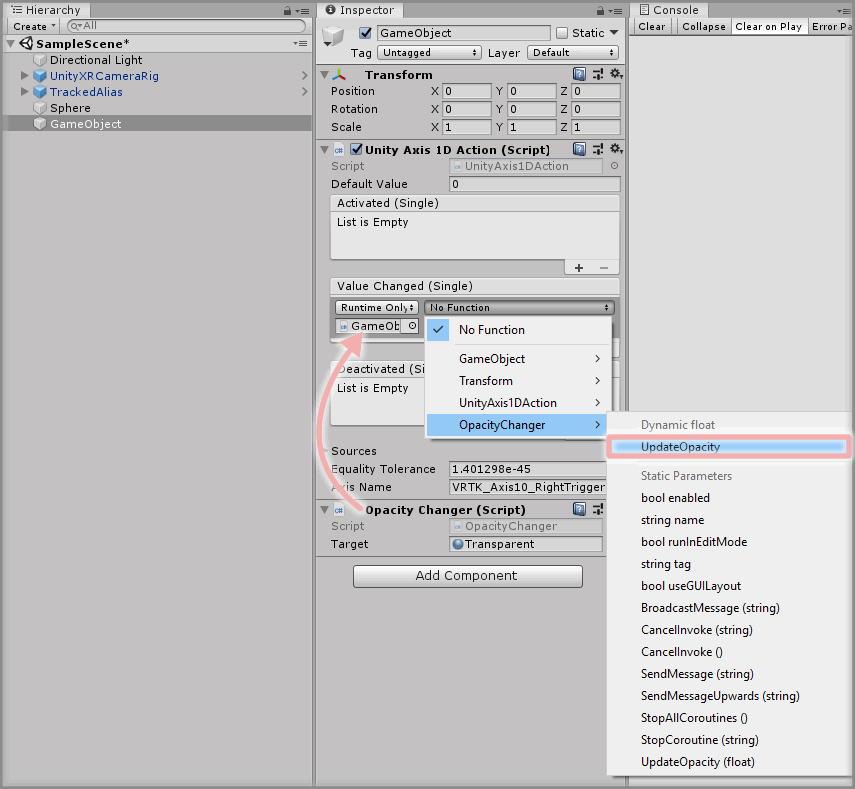 Hierarchy
Create
All
SampleScene*
Directional Light
UnityXRCameraRig
TrackedAlias
Sphere
GameObject
Inspector
GameObject
Static
Tag Untagged Layer Default
Transform
Position X 0 Y 0 Z 0
Rotation X 0 Y 0 Z 0
Scale X 1 Y 1 Z 1
Unity Axis 1D Action (Script)
Script UnityAxis1DAction
Default Value 0
Activated (Single)
List is Empty
+ −
Value Changed (Single)
Runtime Only No Function
GameOb
Deactivated (Si
List is Empty
Sources
Equality Tolerance 1.401298e-45
Axis Name VRTK_Axis10_RightTrigger
Opacity Changer (Script)
Script OpacityChanger
Target Transparent
Add Component
No Function
GameObject
Transform
UnityAxis1DAction
OpacityChanger
Dynamic float
UpdateOpacity
Static Parameters
bool enabled
string name
bool runInEditMode
string tag
bool useGUILayout
BroadcastMessage (string)
CancelInvoke (string)
CancelInvoke ()
SendMessage (string)
SendMessageUpwards (string)
StopAllCoroutines ()
StopCoroutine (string)
UpdateOpacity (float)
Console
Clear Collapse Clear on Play Error Pa